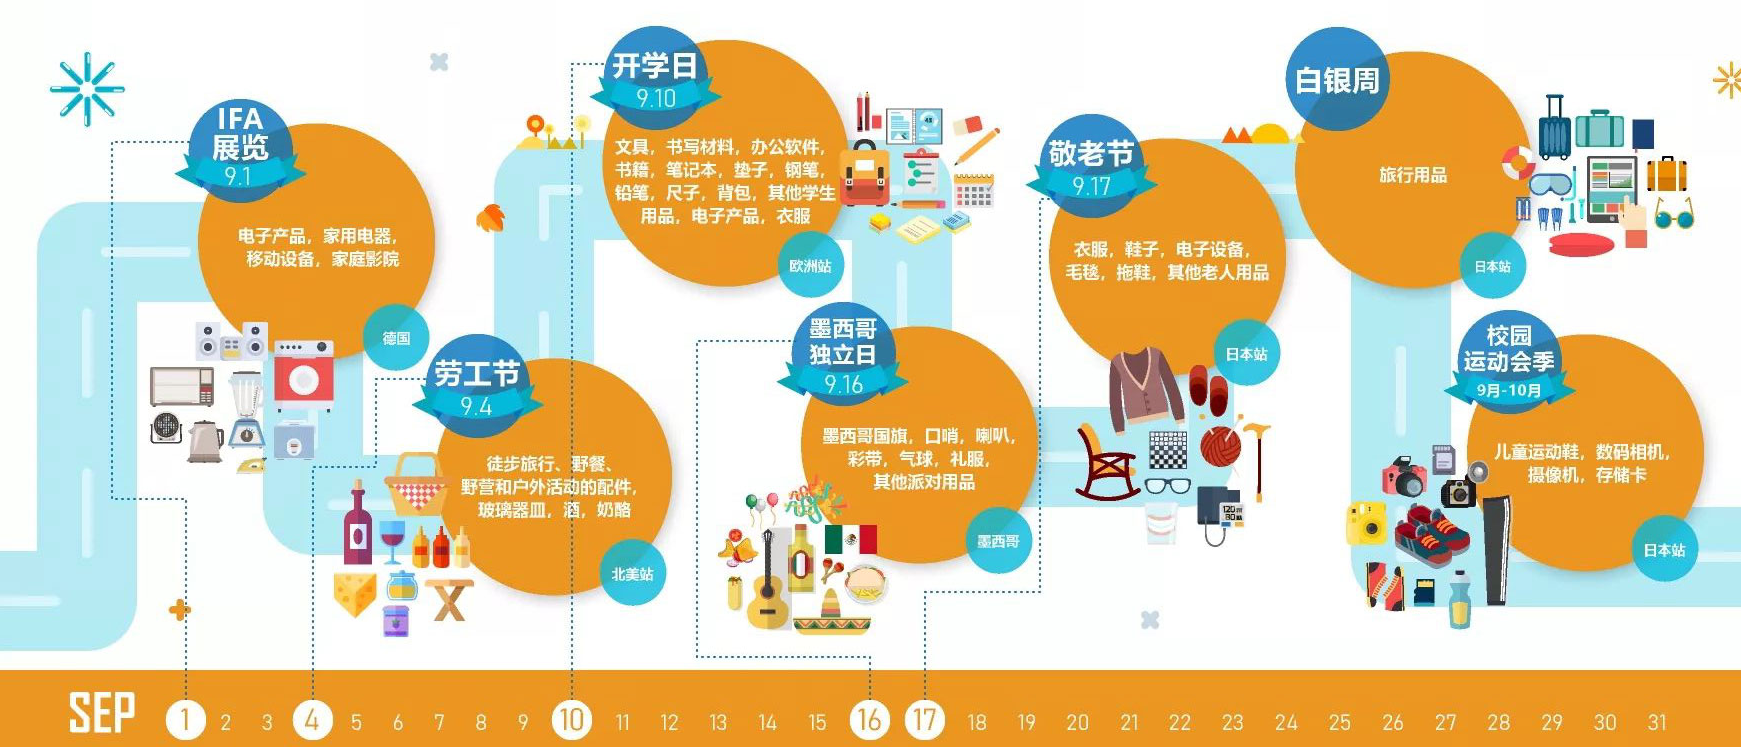 IFA
展览
9.1
电子产品，家用电器，
移动设备，家庭影院
德国
劳工节
9.4
徒步旅行、野餐、
野营和户外活动的配件，
玻璃器皿，酒，奶酪
北美站
开学日
9.10
文具，书写材料，办公软件，
书籍，笔记本，垫子，钢笔，
铅笔，尺子，背包，其他学生
用品，电子产品，衣服
欧洲站
墨西哥
独立日
9.16
墨西哥国旗，口哨，喇叭，
彩带，气球，礼服，
其他派对用品
墨西哥
敬老节
9.17
衣服，鞋子，电子设备，
毛毯，拖鞋，其他老人用品
日本站
白银周
旅行用品
日本站
校园
运动会季
9月-10月
儿童运动鞋，数码相机，
摄像机，存储卡
日本站
SEP 1 2 3 4 5 6 7 8 9 10 11 12 13 14 15 16 17 18 19 20 21 22 23 24 25 26 27 28 29 30 31